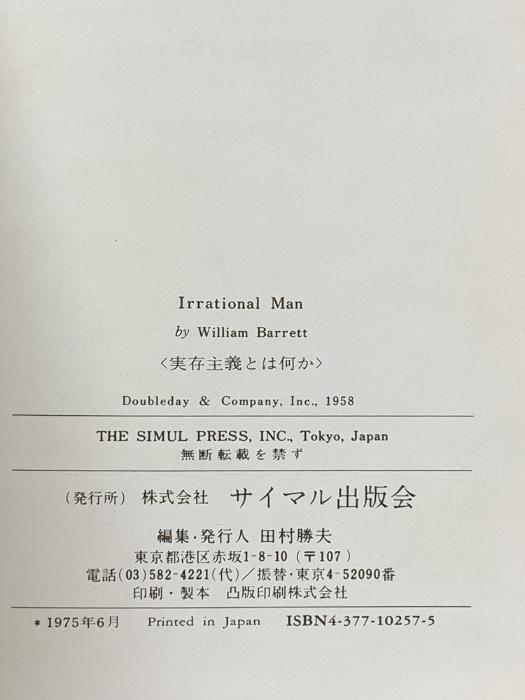 Irrational Man
by William Barrett
〈実存主義とは何か〉
Doubleday & Company, Inc., 1958
THE SIMUL PRESS, INC., Tokyo, Japan
無断転載を禁ず
(発行所) 株式会社 サイマル出版会
編集・発行人 田村勝夫
東京都港区赤坂1-8-10(〒107)
電話(03)582-4221(代)/振替・東京4-52090番
印刷・製本 凸版印刷株式会社
* 1975年6月 Printed in Japan ISBN4-377-10257-5